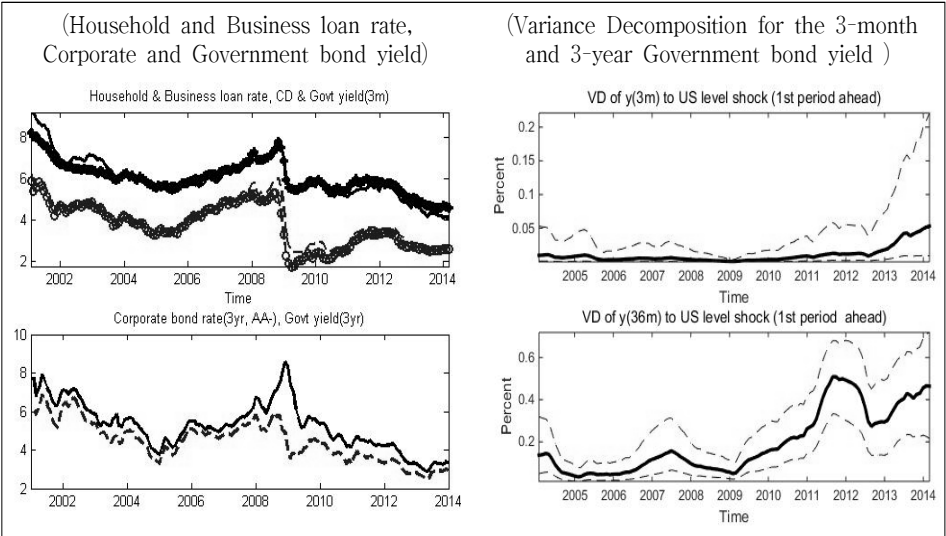 (Household and Business loan rate,
Corporate and Government bond yield)
(Variance Decomposition for the 3-month
and 3-year Government bond yield )
Household & Business loan rate, CD & Govt yield(3m)
8
6
4
2
2002 2004 2006 2008 2010 2012 2014
Time
Corporate bond rate(3yr, AA-), Govt yield(3yr)
10
8
6
4
2
2002 2004 2006 2008 2010 2012 2014
VD of y(3m) to US level shock (1st period ahead)
Percent
0.2
0.15
0.1
0.05
2005 2006 2007 2008 2009 2010 2011 2012 2013 2014
Time
VD of y(36m) to US level shock (1st period ahead)
Percent
0.6
0.4
0.2
2005 2006 2007 2008 2009 2010 2011 2012 2013 2014
Time